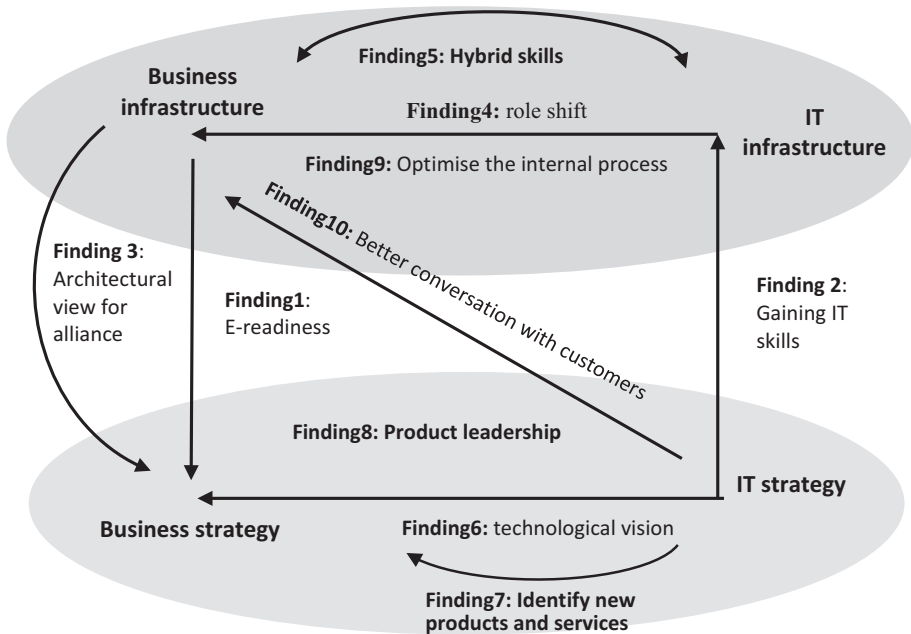 Finding5: Hybrid skills
Business
infrastructure
Finding4: role shift
IT
infrastructure
Finding9: Optimise the internal process
Finding10: Better conversation with customers
Finding 3:
Architectural
view for
alliance
Finding1:
E-readiness
Finding 2:
Gaining IT
skills
Finding8: Product leadership
IT strategy
Business strategy
Finding6: technological vision
Finding7: Identify new
products and services